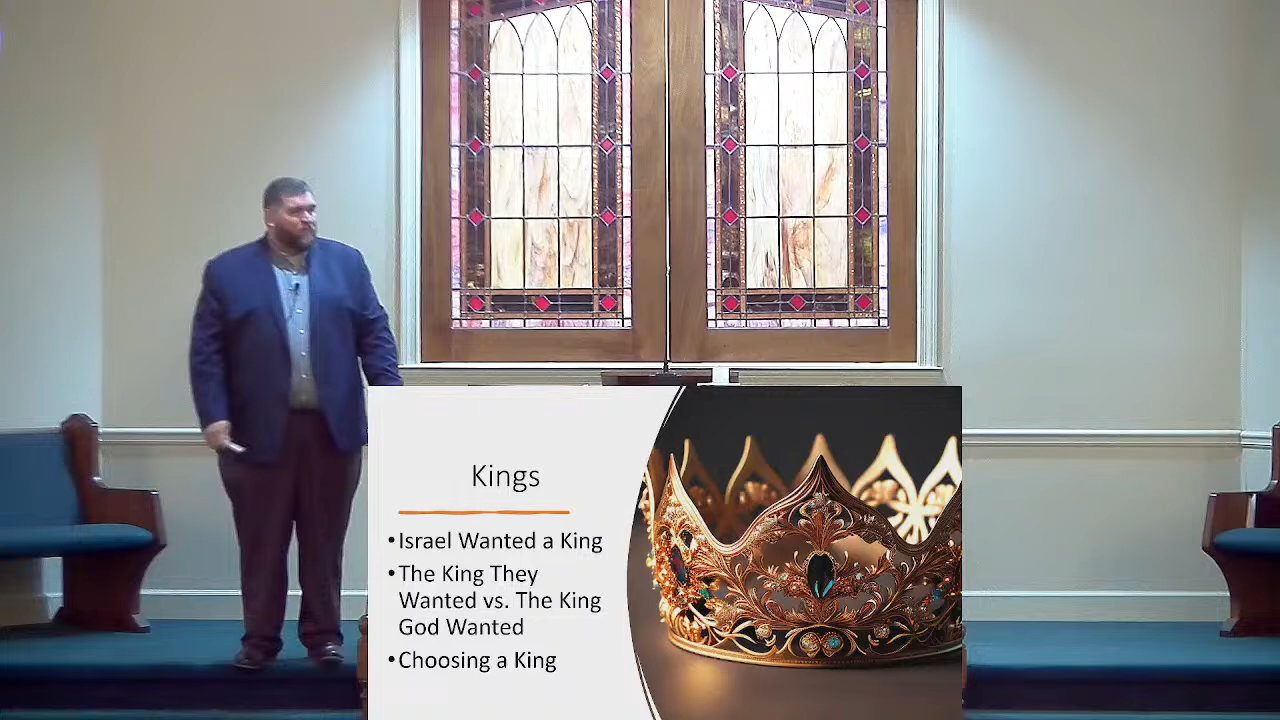 Kings
•Israel Wanted a King
•The King They
Wanted vs. The King
God Wanted
•Choosing a King